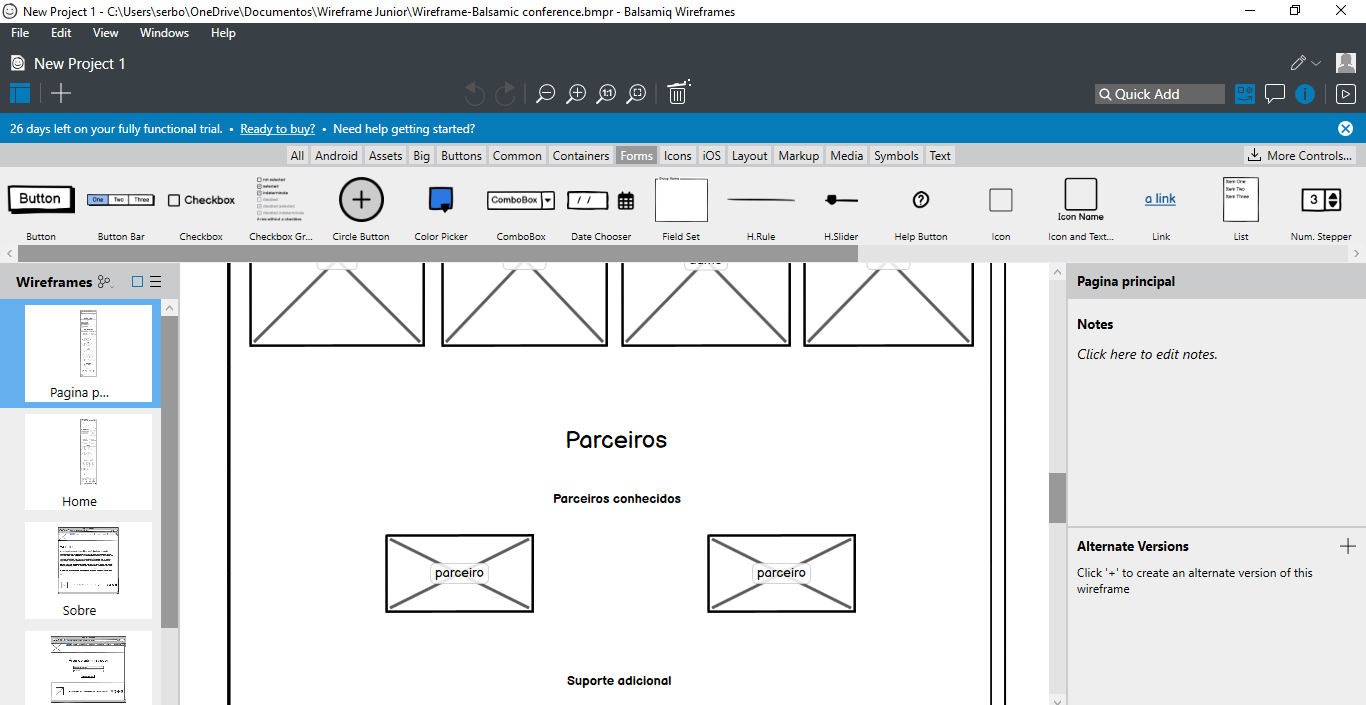 New Project 1 - C:\Users\serbo\OneDrive\Documentos\Wireframe Junior\Wireframe-Balsamic conference.bmpr - Balsamiq Wireframes
File Edit View Windows Help
New Project 1
1:1
Quick Add
26 days left on your fully functional trial. • Ready to buy? • Need help getting started?
All Android Assets Big Buttons Common Containers Forms Icons iOS Layout Markup Media Symbols Text More Controls...
Button One Two Three Checkbox ComboBox / / a link 3
Icon Name
Item One
Item Two
Item Three
Button Button Bar Checkbox Checkbox Gr... Circle Button Color Picker ComboBox Date Chooser Field Set H.Rule H.Slider Help Button Icon Icon and Text... Link List Num. Stepper
Wireframes
Pagina p...
Home
Sobre
Parceiros
Parceiros conhecidos
parceiro parceiro
Suporte adicional
Pagina principal
Notes
Click here to edit notes.
Alternate Versions
Click '+' to create an alternate version of this
wireframe